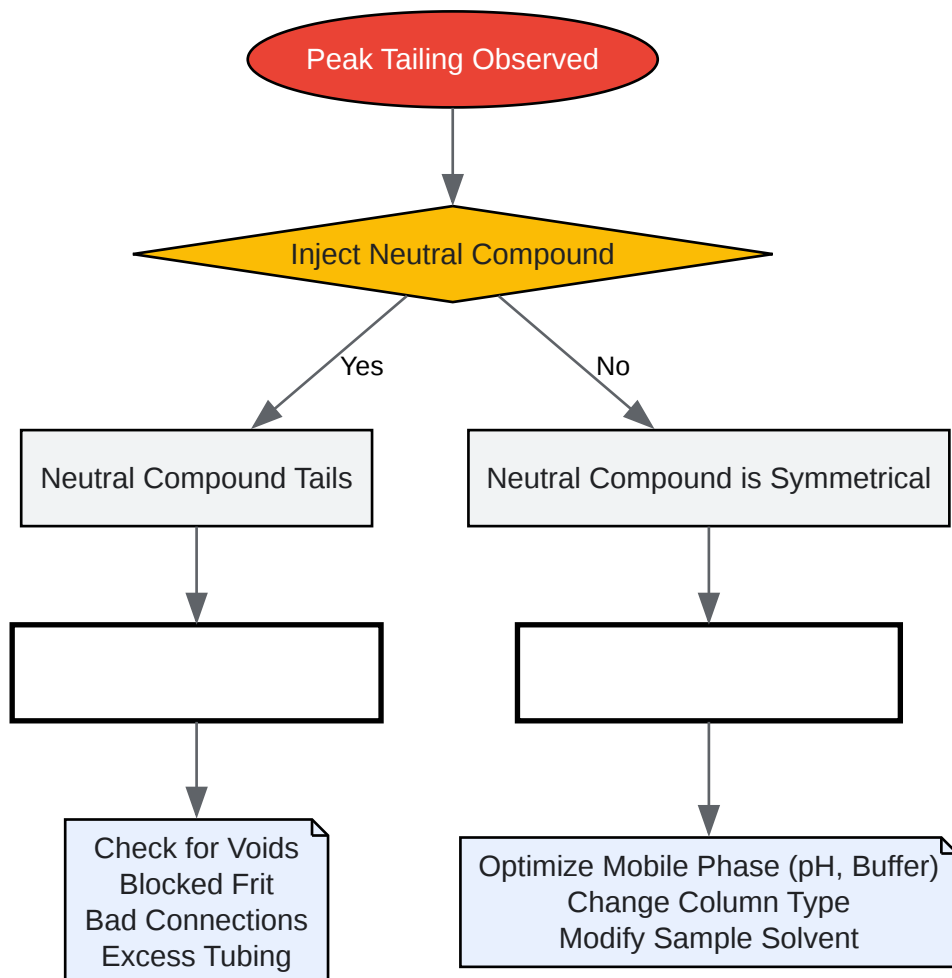 Peak Tailing Observed
Inject Neutral Compound
Yes
No
Neutral Compound Tails
Neutral Compound is Symmetrical
Check for Voids
Blocked Frit
Bad Connections
Excess Tubing
Optimize Mobile Phase (pH, Buffer)
Change Column Type
Modify Sample Solvent